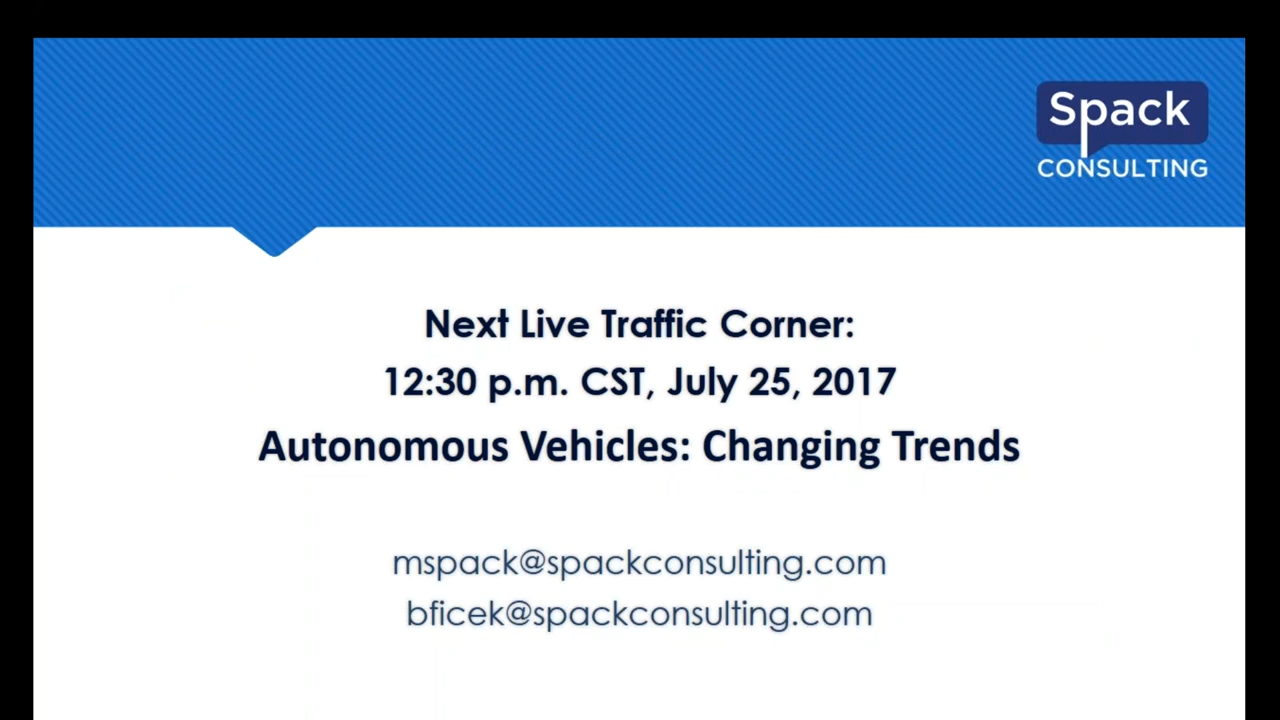 Spack
CONSULTING
Next Live Traffic Corner:
12:30 p.m. CST, July 25, 2017
Autonomous Vehicles: Changing Trends
mspack@spackconsulting.com
bficek@spackconsulting.com